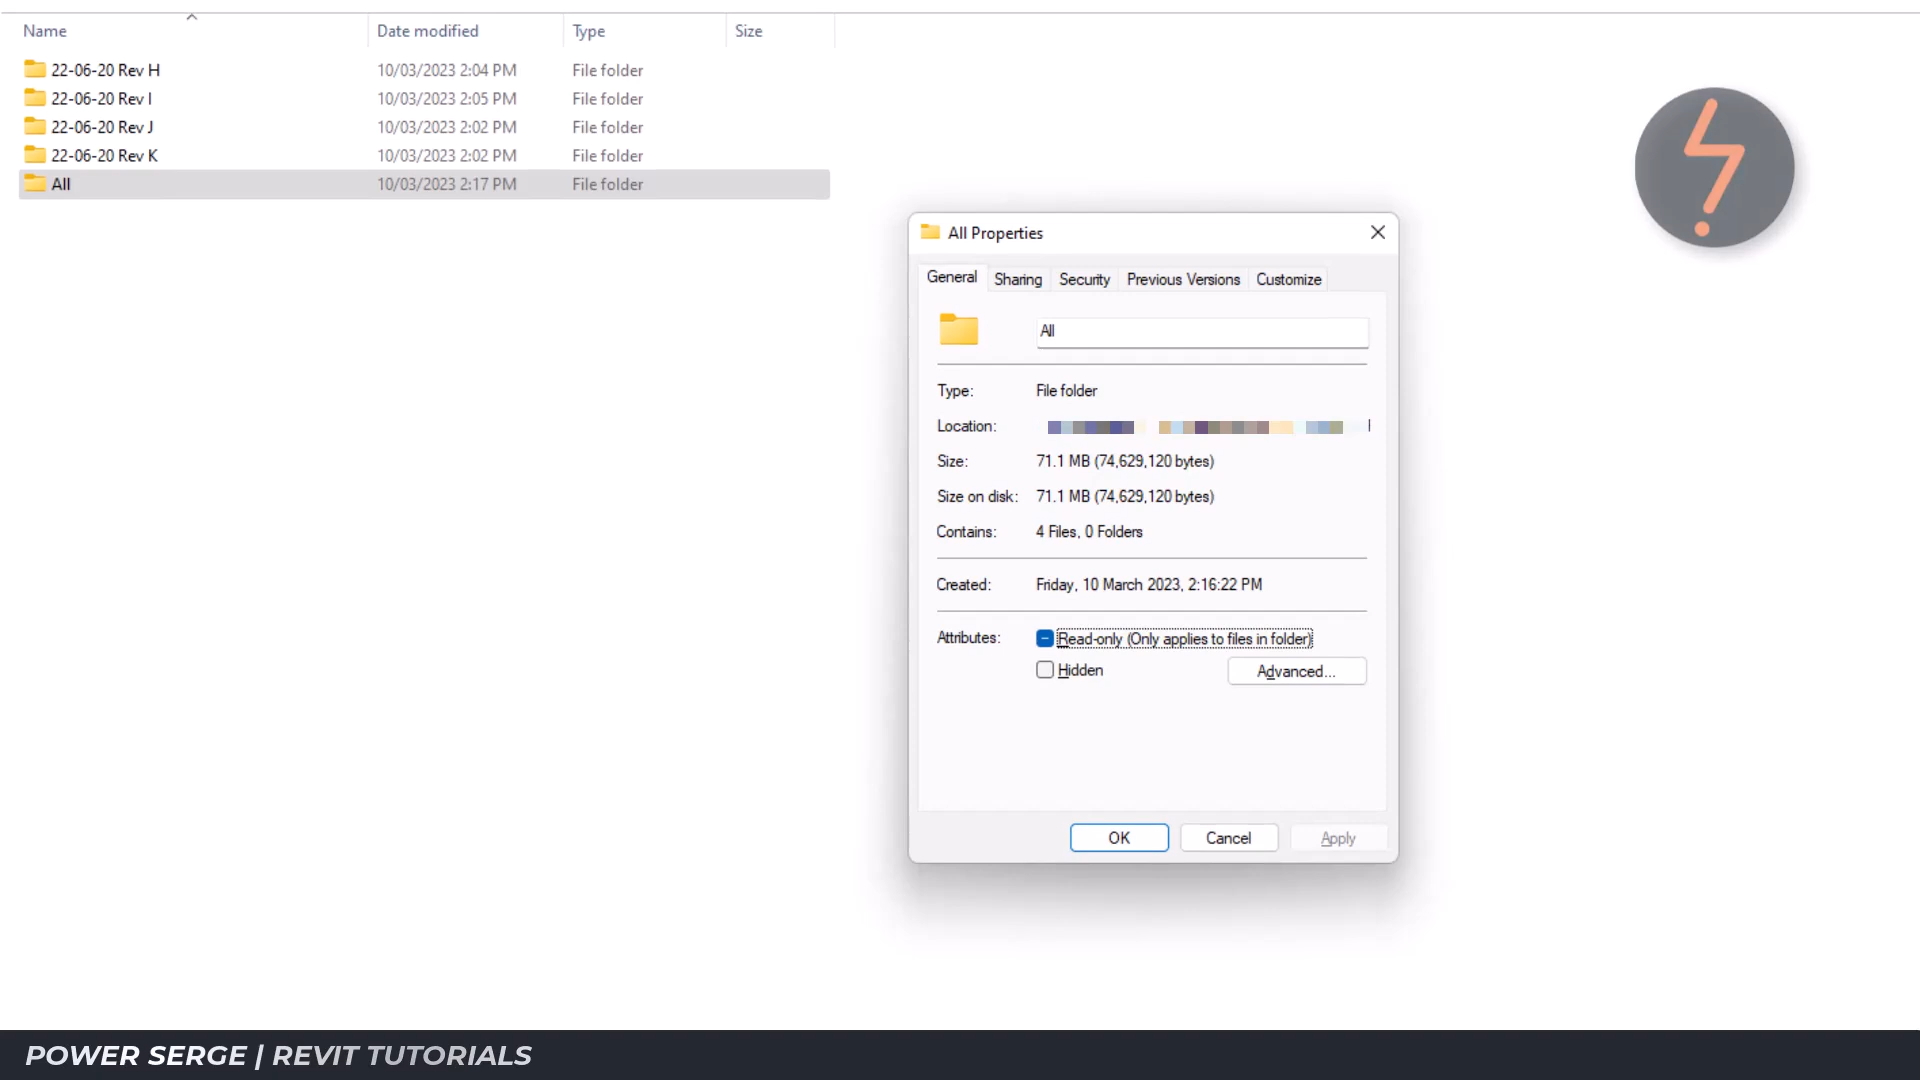 Name Date modified Type Size
22-06-20 Rev H 10/03/2023 2:04 PM File folder
22-06-20 Rev I 10/03/2023 2:05 PM File folder
22-06-20 Rev J 10/03/2023 2:02 PM File folder
22-06-20 Rev K 10/03/2023 2:02 PM File folder
All 10/03/2023 2:17 PM File folder
All Properties
General Sharing Security Previous Versions Customize
All
Type: File folder
Location:
Size: 71.1 MB (74,629,120 bytes)
Size on disk: 71.1 MB (74,629,120 bytes)
Contains: 4 Files, 0 Folders
Created: Friday, 10 March 2023, 2:16:22 PM
Attributes: Read-only (Only applies to files in folder)
Hidden Advanced...
OK Cancel Apply
POWER SERGE | REVIT TUTORIALS